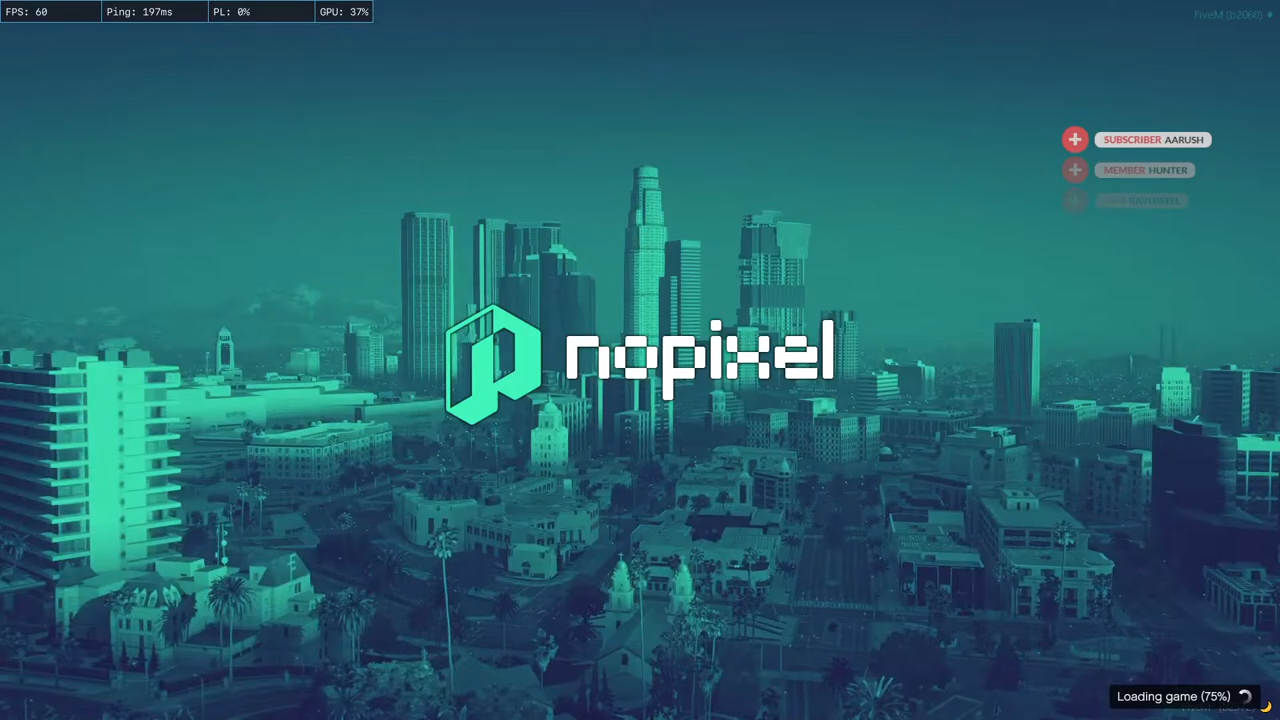 FPS: 60 Ping: 197ms PL: 0% GPU: 37%
FiveM (b2060)
SUBSCRIBER AARUSH
MEMBER HUNTER
nopixel
Loading game (75%)